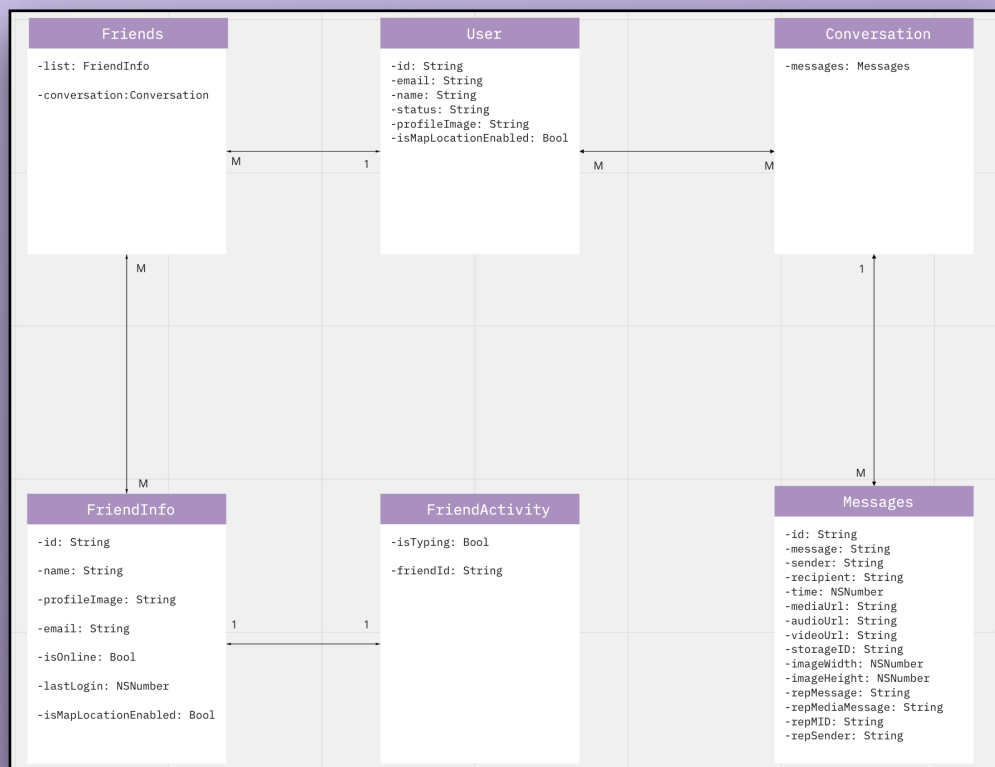 Friends
-list: FriendInfo
-conversation:Conversation
User
-id: String
-email: String
-name: String
-status: String
-profileImage: String
-isMapLocationEnabled: Bool
Conversation
-messages: Messages
M
1
M
M
M
M
1
M
FriendInfo
-id: String
-name: String
-profileImage: String
-email: String
-isOnline: Bool
-lastLogin: NSNumber
-isMapLocationEnabled: Bool
1
1
FriendActivity
-isTyping: Bool
-friendId: String
Messages
-id: String
-message: String
-sender: String
-recipient: String
-time: NSNumber
-mediaUrl: String
-audioUrl: String
-videoUrl: String
-storageID: String
-imageWidth: NSNumber
-imageHeight: NSNumber
-repMessage: String
-repMediaMessage: String
-repMID: String
-repSender: String